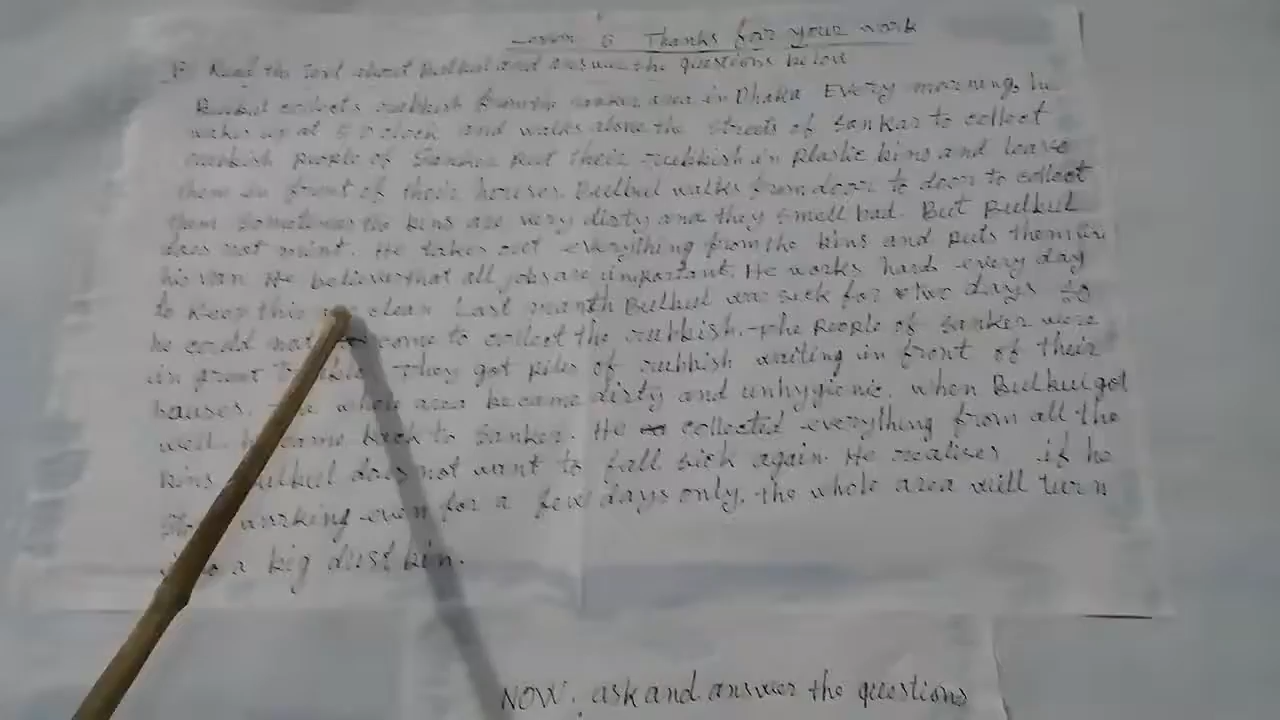 Lesson 6 Thanks for your work
B. Read the Text about Bulbul and answer the questions below
Bulbul collects rubbish from the Sankar area in Dhaka Every morning, he
wakes up at 5 O'clock and walks along the streets of Sankar to collect
rubbish People of Sankar Put their rubbish in Plastic bins and leave
them in front of their houses. Bulbul walks from door to door to collect
them Sometimes the bins are very dirty and they smell bad. But Bulbul
does not mint. He takes out everything from the bins and puts them in
his van He believes that all jobs are important. He works hard every day
to keep this clean Last month Bulbul was sick for two days So
he could not come to collect the rubbish. The People of Sankar were
in great They got piles of rubbish waiting in front of their
houses. whole area became dirty and unhygienic. when Bulbul got
well. came back to Sankar. He collected everything from all the
bins Bulbul does not want to fall sick again. He realises if he
working even for a few days only, the whole area will turn
a big dust bin.
NOW, ask and answer the questions